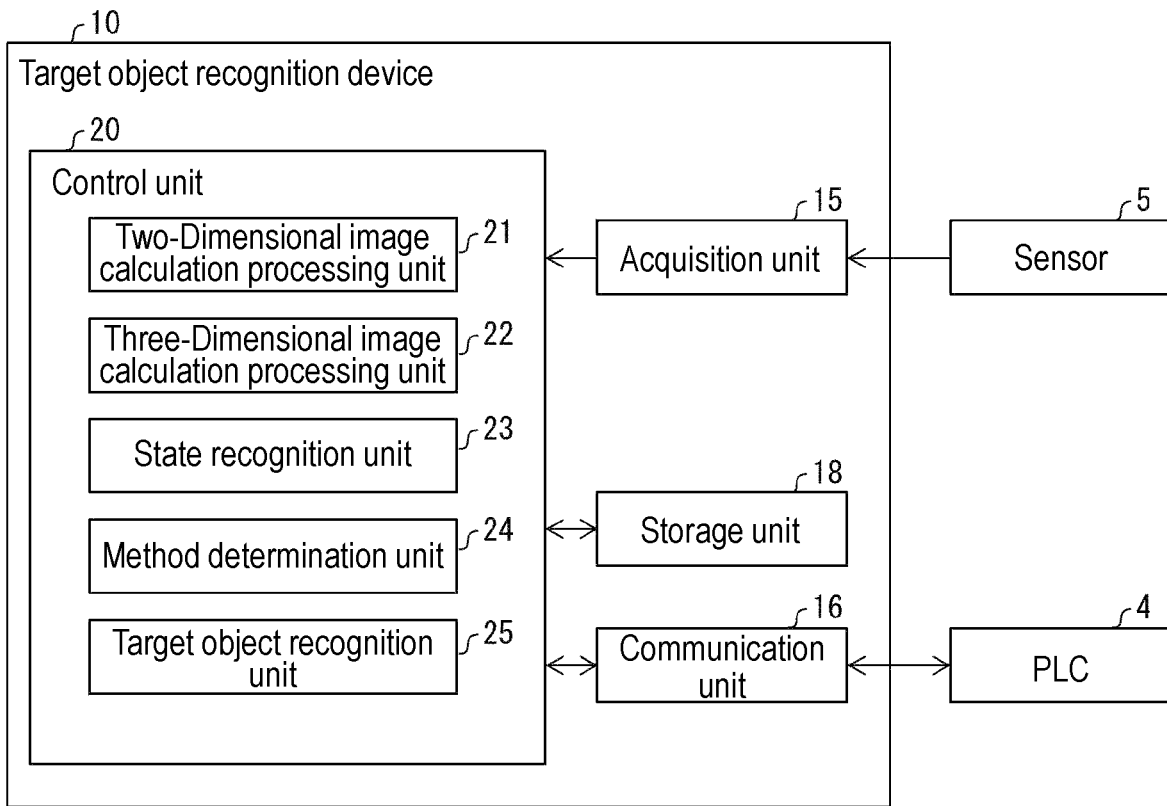 10
Target object recognition device
20
Control unit
Two-Dimensional image
calculation processing unit
21
Three-Dimensional image
calculation processing unit
22
State recognition unit
23
Method determination unit
24
Target object recognition
unit
25
15
Acquisition unit
5
Sensor
18
Storage unit
16
Communication
unit
4
PLC